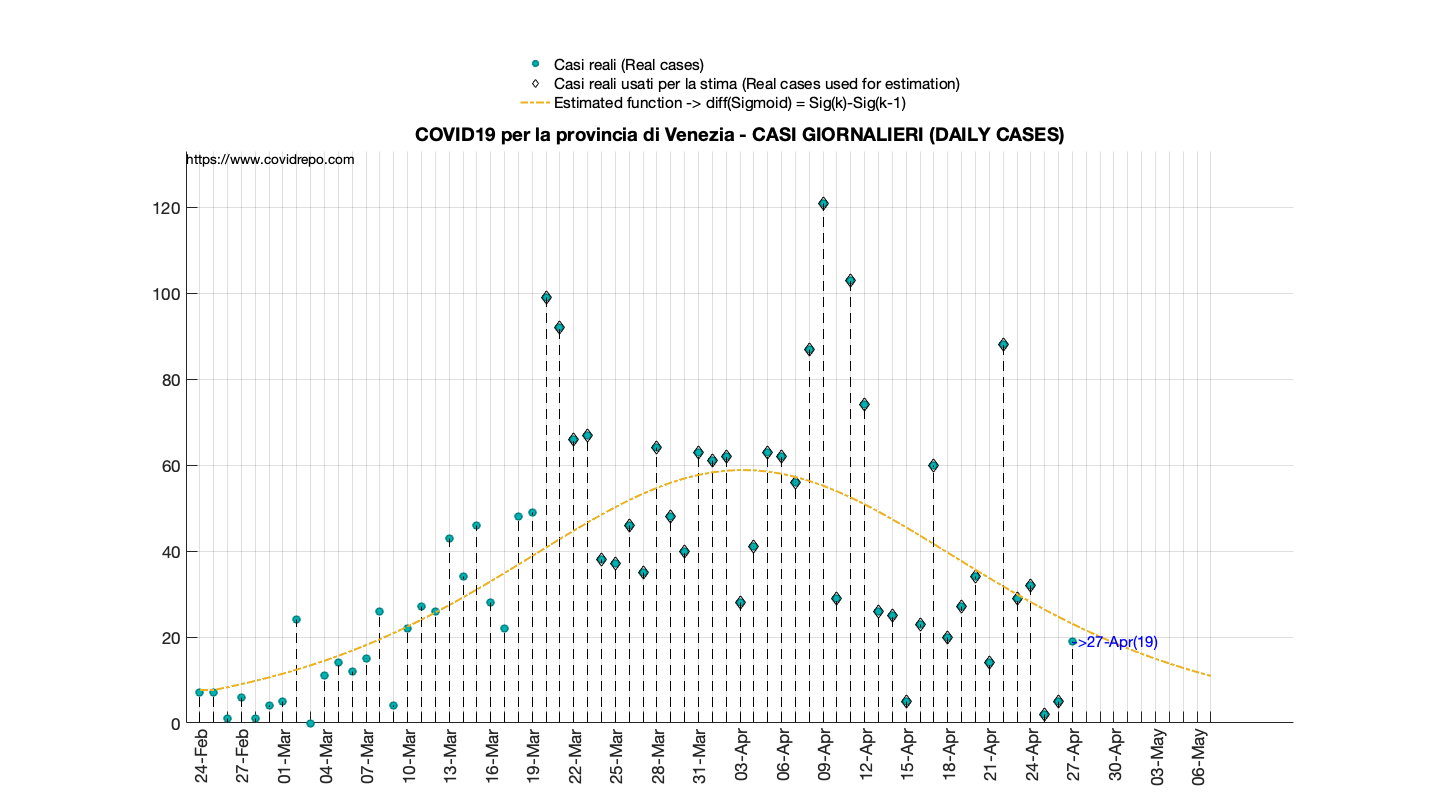 Casi reali (Real cases)
Casi reali usati per la stima (Real cases used for estimation)
Estimated function -> diff(Sigmoid) = Sig(k)-Sig(k-1)
COVID19 per la provincia di Venezia - CASI GIORNALIERI (DAILY CASES)
https://www.covidrepo.com
120
100
80
60
40
20
0
->27-Apr(19)
24-Feb
27-Feb
01-Mar
04-Mar
07-Mar
10-Mar
13-Mar
16-Mar
19-Mar
22-Mar
25-Mar
28-Mar
31-Mar
03-Apr
06-Apr
09-Apr
12-Apr
15-Apr
18-Apr
21-Apr
24-Apr
27-Apr
30-Apr
03-May
06-May